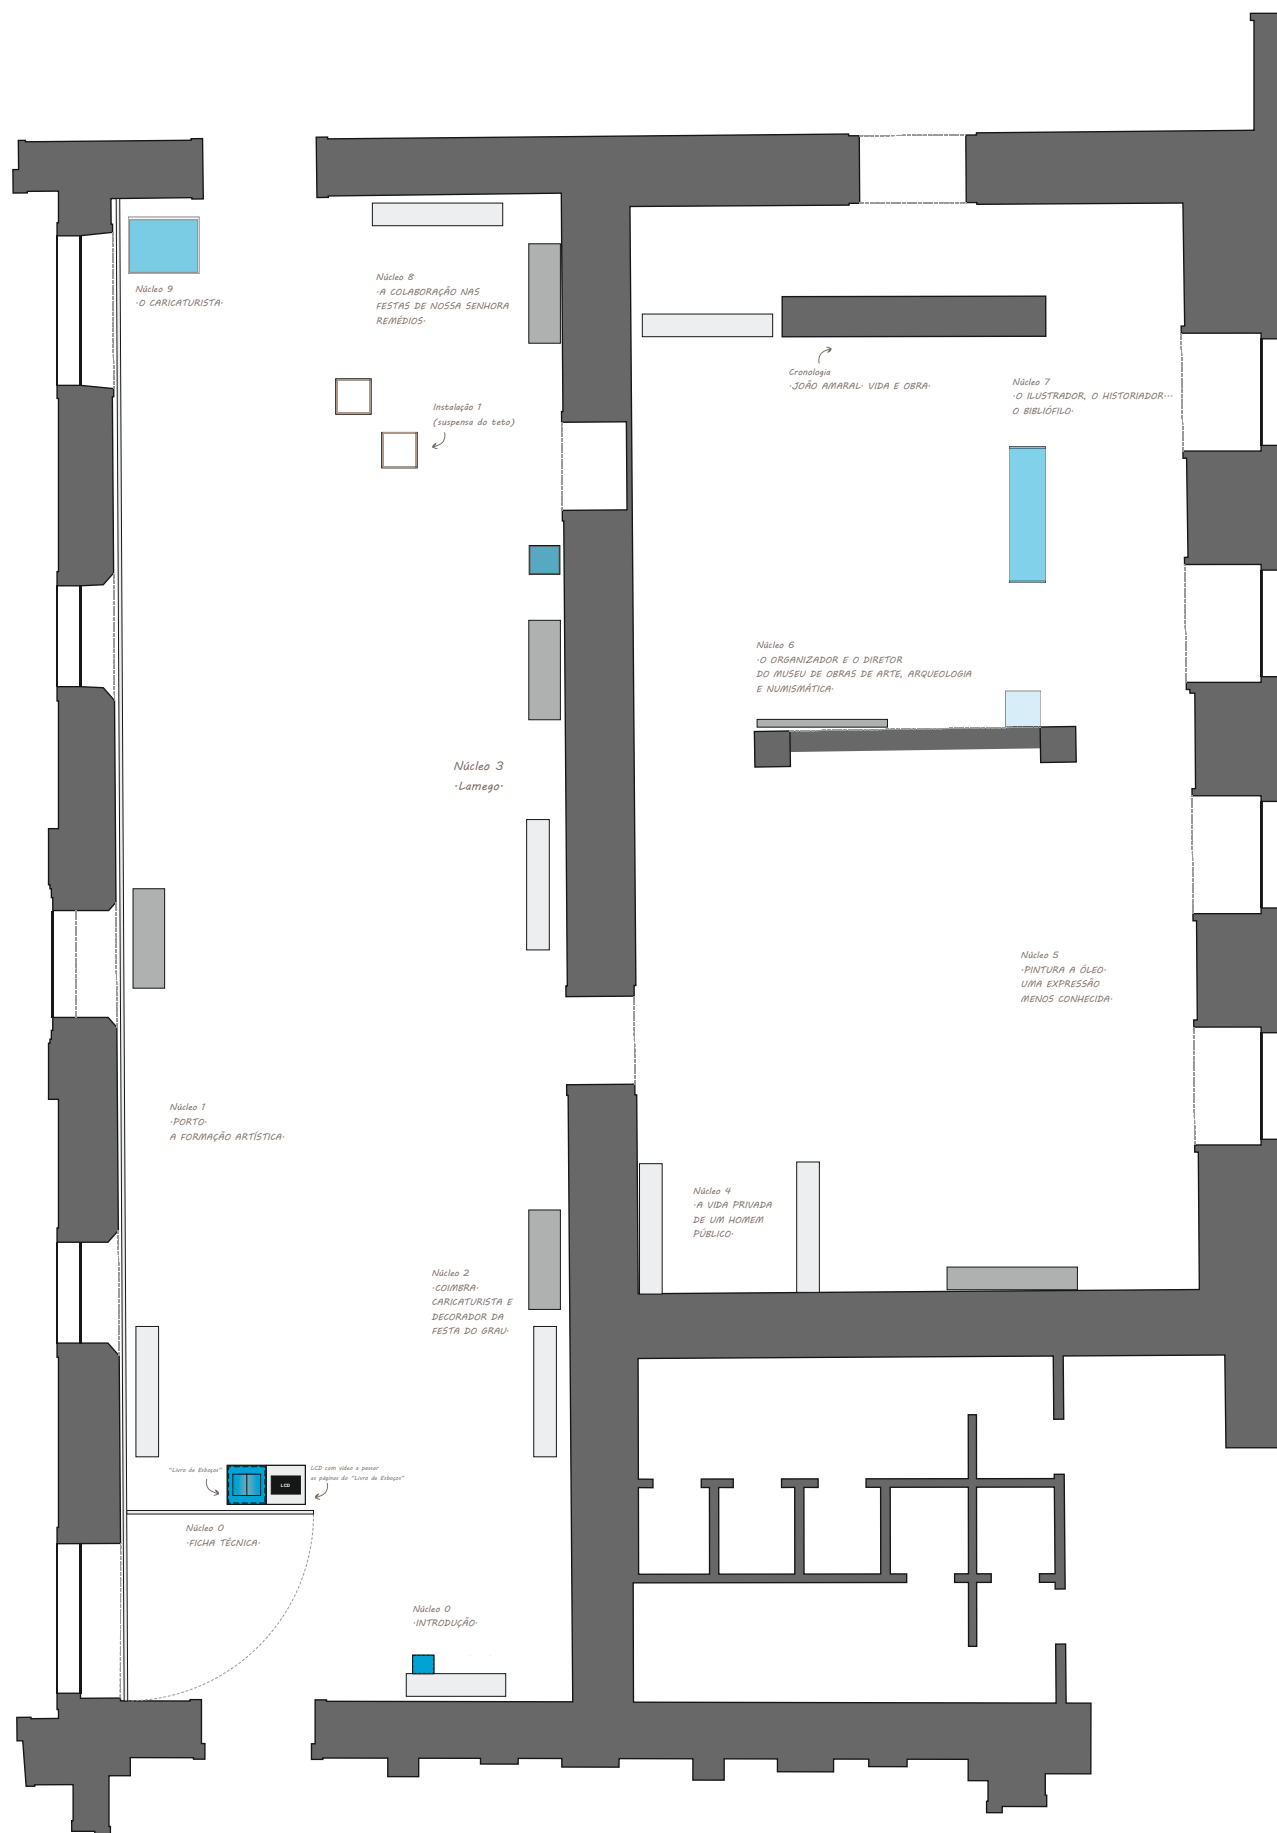 Núcleo 9
·O CARICATURISTA·
Núcleo 8
·A COLABORAÇÃO NAS
FESTAS DE NOSSA SENHORA
REMÉDIOS·
Instalação 1
(suspensa do teto)
Cronologia
·JOÃO AMARAL· VIDA E OBRA·
Núcleo 7
·O ILUSTRADOR, O HISTORIADOR···
O BIBLIÓFILO·
Núcleo 6
·O ORGANIZADOR E O DIRETOR
DO MUSEU DE OBRAS DE ARTE, ARQUEOLOGIA
E NUMISMÁTICA·
Núcleo 3
·Lamego·
Núcleo 5
·PINTURA A ÓLEO·
UMA EXPRESSÃO
MENOS CONHECIDA·
Núcleo 1
·PORTO·
A FORMAÇÃO ARTÍSTICA·
Núcleo 4
·A VIDA PRIVADA
DE UM HOMEM
PÚBLICO·
Núcleo 2
·COIMBRA·
CARICATURISTA E
DECORADOR DA
FESTA DO GRAU·
"Livro de Esboços"
LCD com vídeo a passar
as páginas do "Livro de Esboços"
LCD
Núcleo 0
·FICHA TÉCNICA·
Núcleo 0
·INTRODUÇÃO·